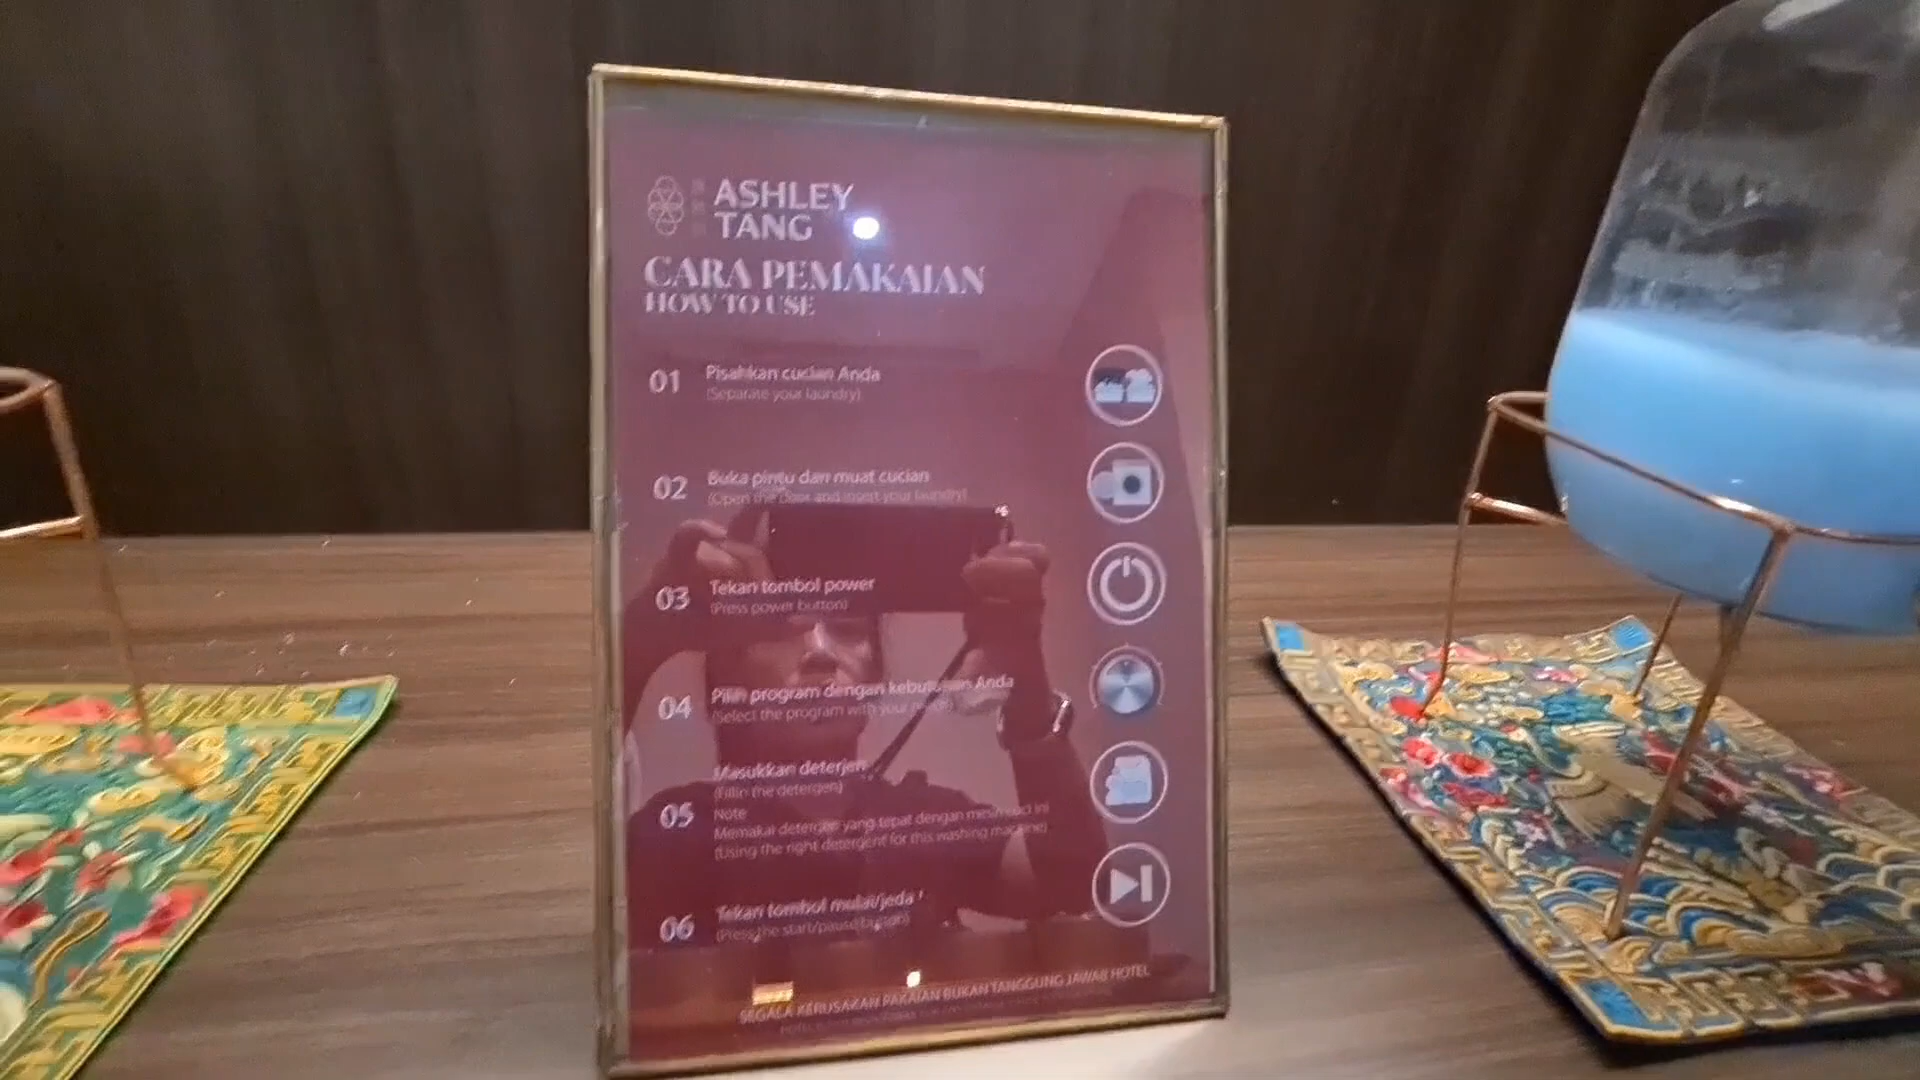 ASHLEY
TANG
CARA PEMAKAIAN
HOW TO USE
01 Pisahkan cucian Anda
(Separate your laundry)
02 Buka pintu dan muat cucian
(Open the door and insert your laundry)
03 Tekan tombol power
(Press power button)
04 Pilih program dengan kebutuhan Anda
(Select the program with your needs)
05 Masukkan deterjen
(Fillin the detergen)
Note
Memakai detergen yang tepat dengan mesin cuci ini
(Using the right detergent for this washing machine)
06 Tekan tombol mulai/jeda
(Press the start/pause button)
SEGALA KERUSAKAN PAKAIAN BUKAN TANGGUNG JAWAB HOTEL